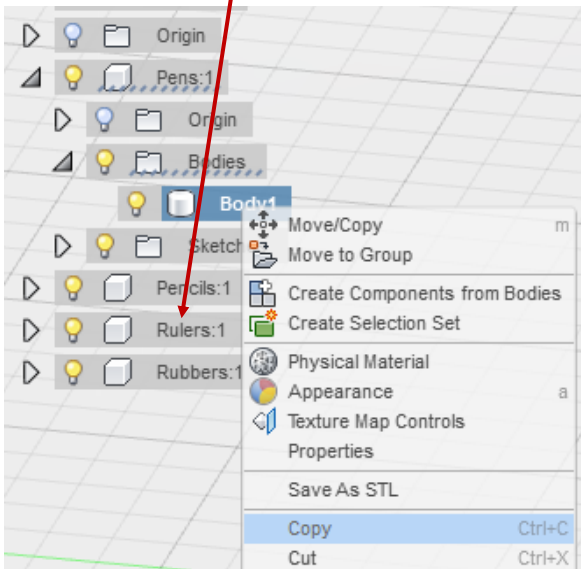 Origin
Pens:1
Origin
Bodies
Body1
Move/Copy m
Sketch
Move to Group
Pencils:1
Create Components from Bodies
Rulers:1
Create Selection Set
Rubbers:1
Physical Material
Appearance a
Texture Map Controls
Properties
Save As STL
Copy Ctrl+C
Cut Ctrl+X